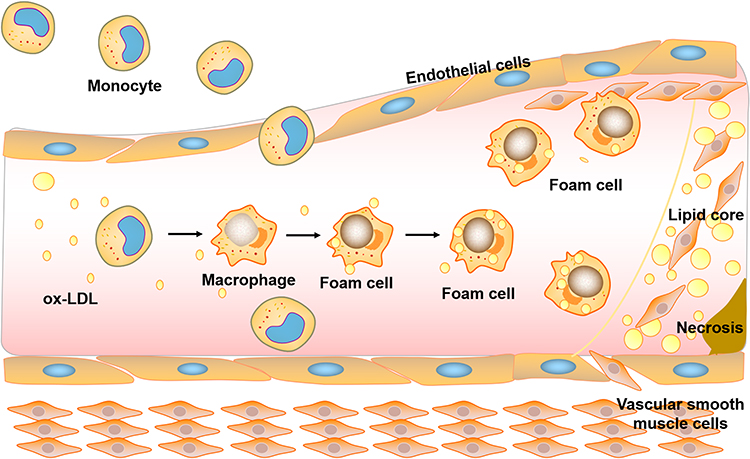 Monocyte
Endothelial cells
Foam cell
Lipid core
Macrophage
Foam cell
Foam cell
ox-LDL
Necrosis
Vascular smooth
muscle cells